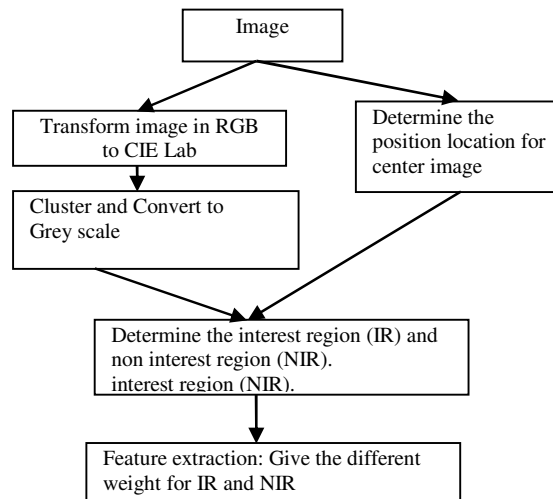 Image
Transform image in RGB
to CIE Lab
Determine the
position location for
center image
Cluster and Convert to
Grey scale
Determine the interest region (IR) and
non interest region (NIR).
interest region (NIR).
Feature extraction: Give the different
weight for IR and NIR